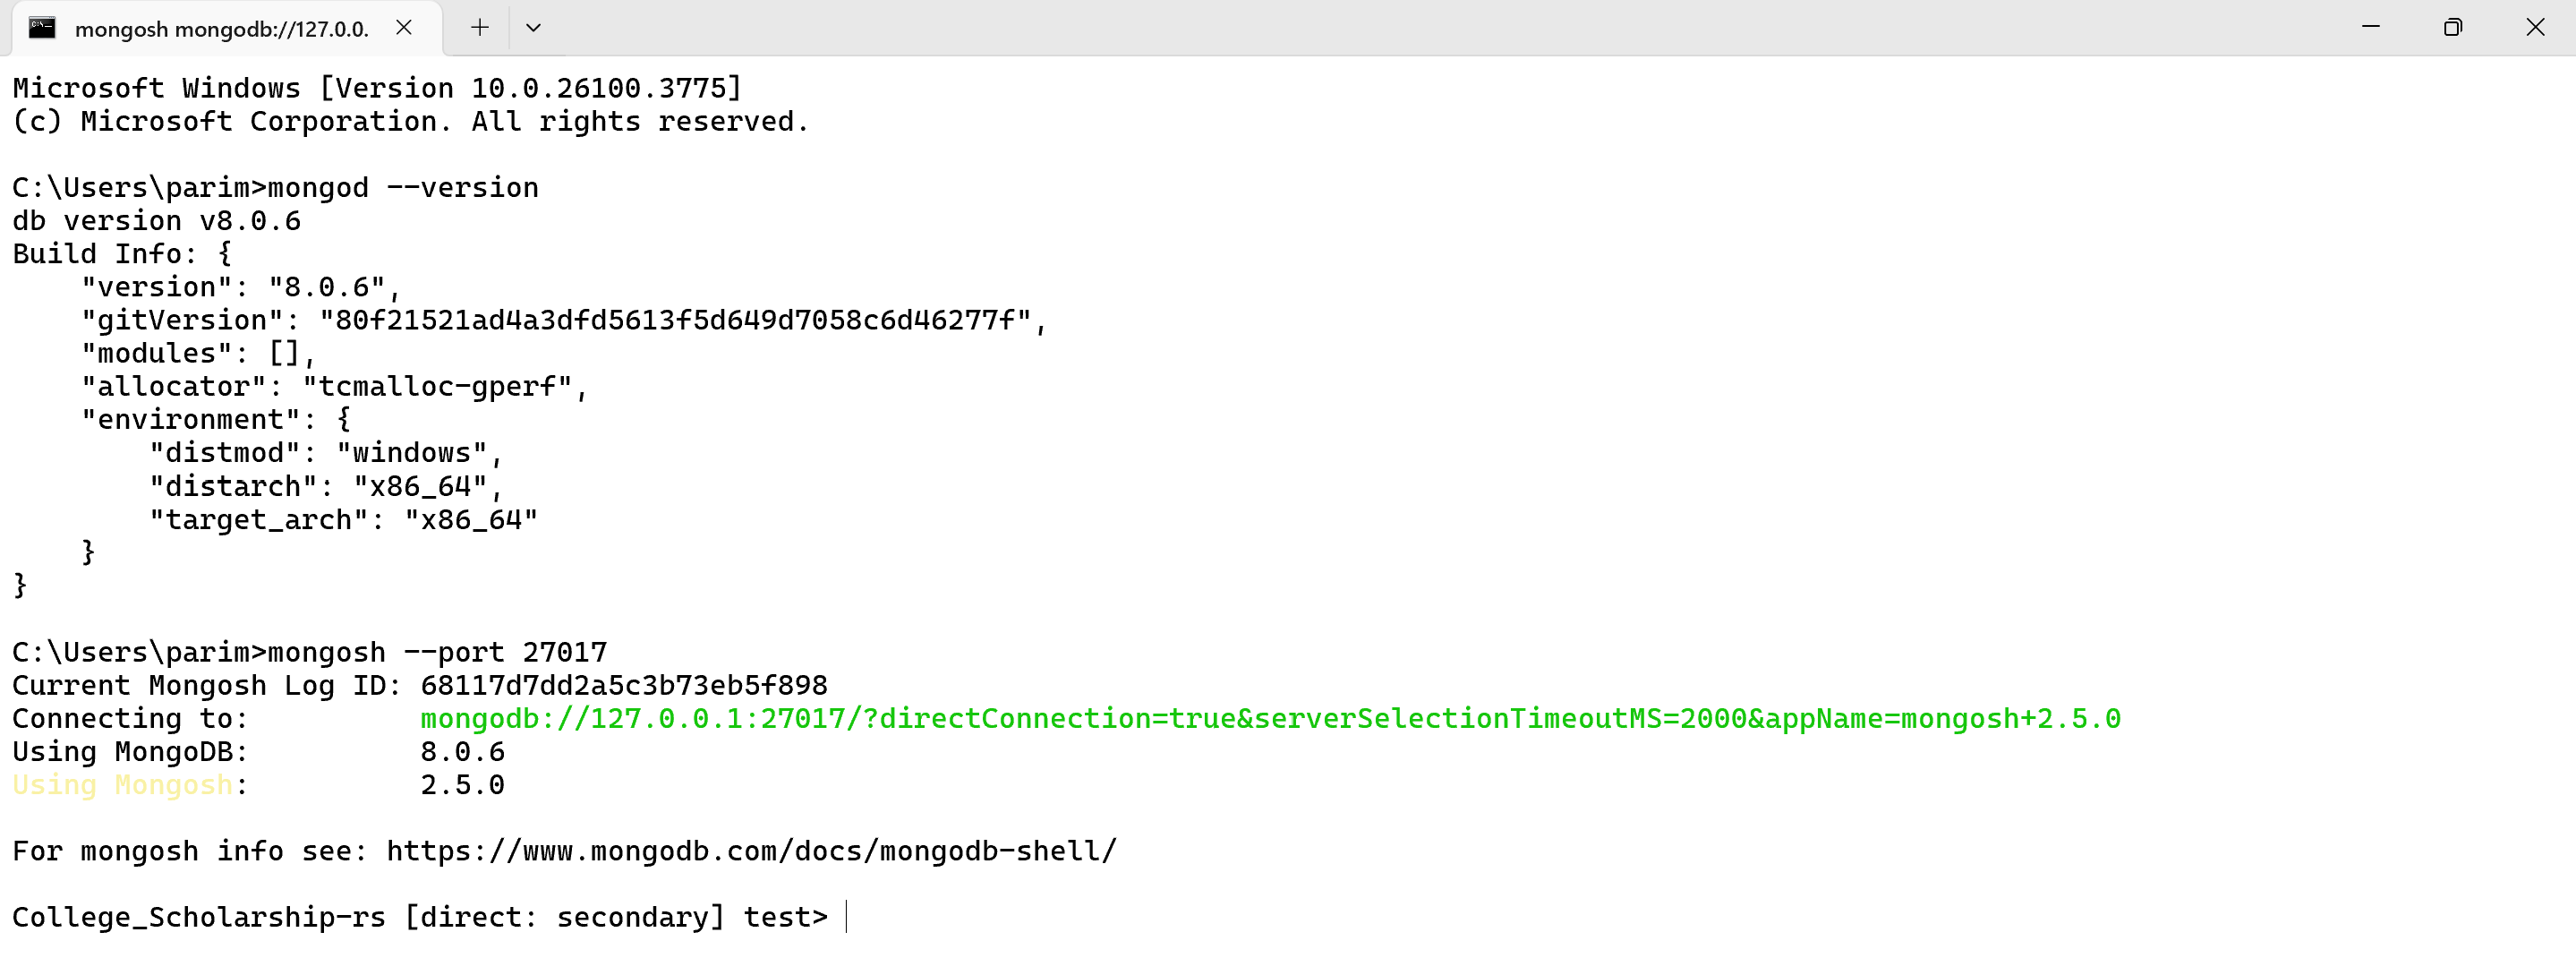 mongosh mongodb://127.0.0.
Microsoft Windows [Version 10.0.26100.3775]
(c) Microsoft Corporation. All rights reserved.
C:\Users\parim>mongod --version
db version v8.0.6
Build Info: {
    "version": "8.0.6",
    "gitVersion": "80f21521ad4a3dfd5613f5d649d7058c6d46277f",
    "modules": [],
    "allocator": "tcmalloc-gperf",
    "environment": {
        "distmod": "windows",
        "distarch": "x86_64",
        "target_arch": "x86_64"
    }
}
C:\Users\parim>mongosh --port 27017
Current Mongosh Log ID: 68117d7dd2a5c3b73eb5f898
Connecting to:          mongodb://127.0.0.1:27017/?directConnection=true&serverSelectionTimeoutMS=2000&appName=mongosh+2.5.0
Using MongoDB:          8.0.6
Using Mongosh:          2.5.0
For mongosh info see: https://www.mongodb.com/docs/mongodb-shell/
College_Scholarship-rs [direct: secondary] test>